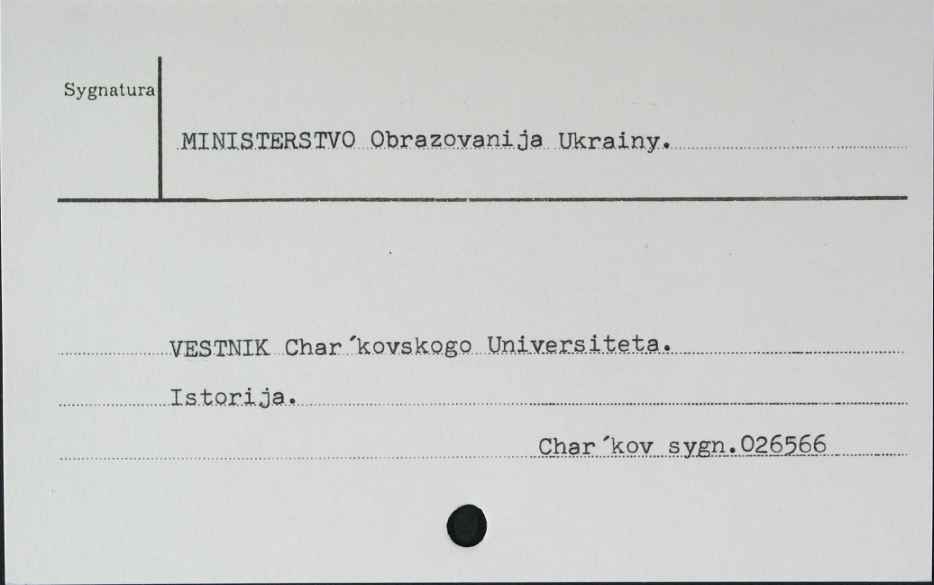 Sygnatura
MINISTERSTVO Obrazovanija Ukrainy.
VESTNIK Char´kovskogo Universiteta.
Istorija.
Char´kov sygn.026566